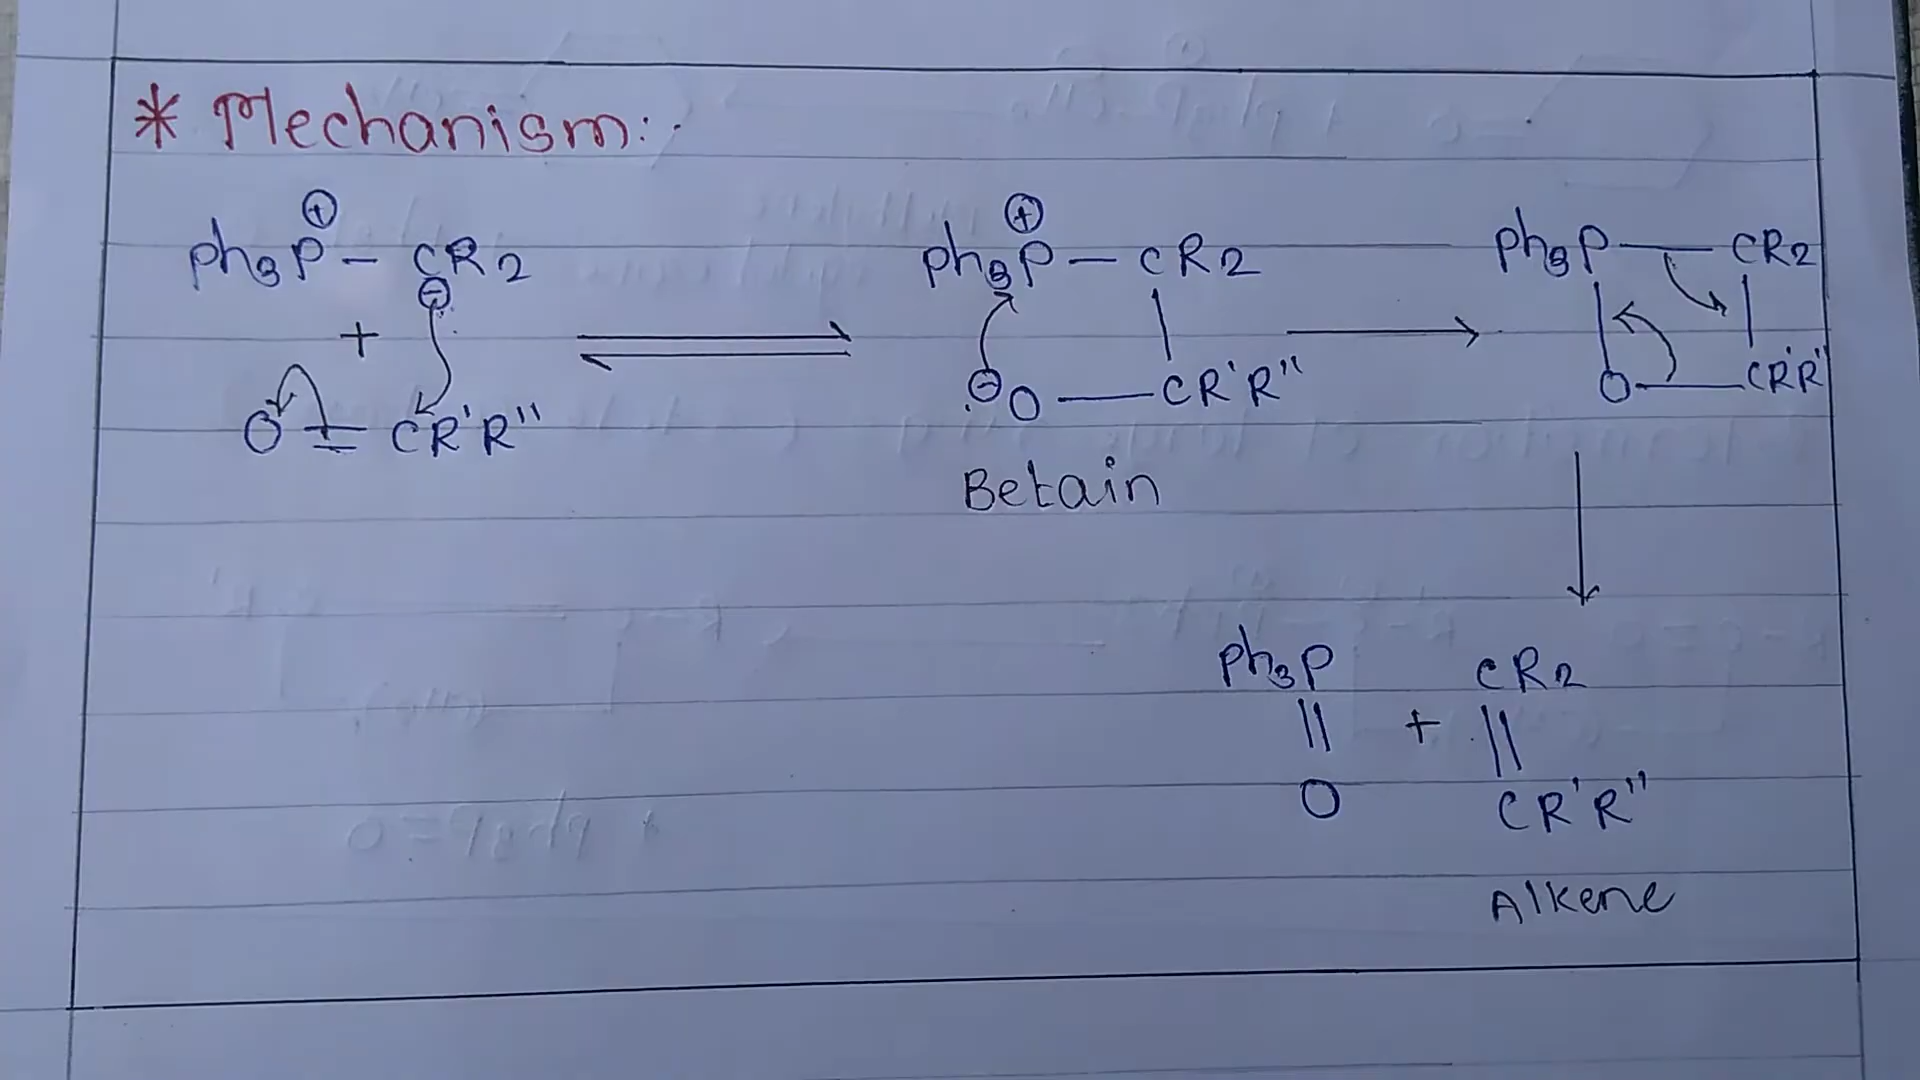 * Mechanism:-
Ph3P⊕ – CR2 ⊖
+
O = CR'R"
⇌
Ph3P⊕ – CR2
⊖O – CR'R"
Betain
→
Ph3P – CR2
O – CR'R"
↓
Ph3P + CR2
|| ||
O CR'R"
Alkene